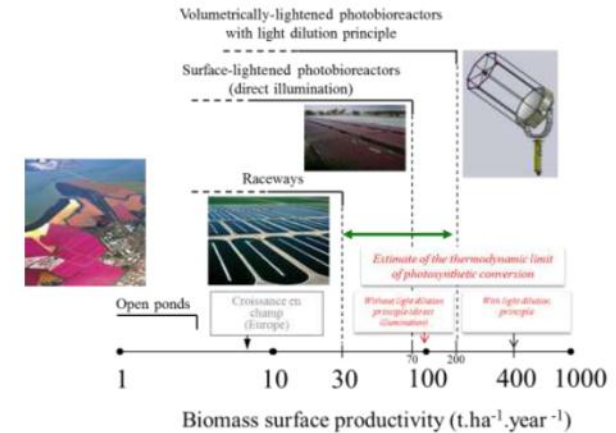 Volumetrically-lightened photobioreactors
with light dilution principle
Surface-lightened photobioreactors
(direct illumination)
Raceways
Estimate of the thermodynamic limit
of photosynthetic conversion
Open ponds
Croissance en
champ
(Europe)
Without light dilution
principle (direct
illumination)
With light dilution
principle
70
200
1
10
30
100
400
1000
Biomass surface productivity (t.ha⁻¹.year ⁻¹)